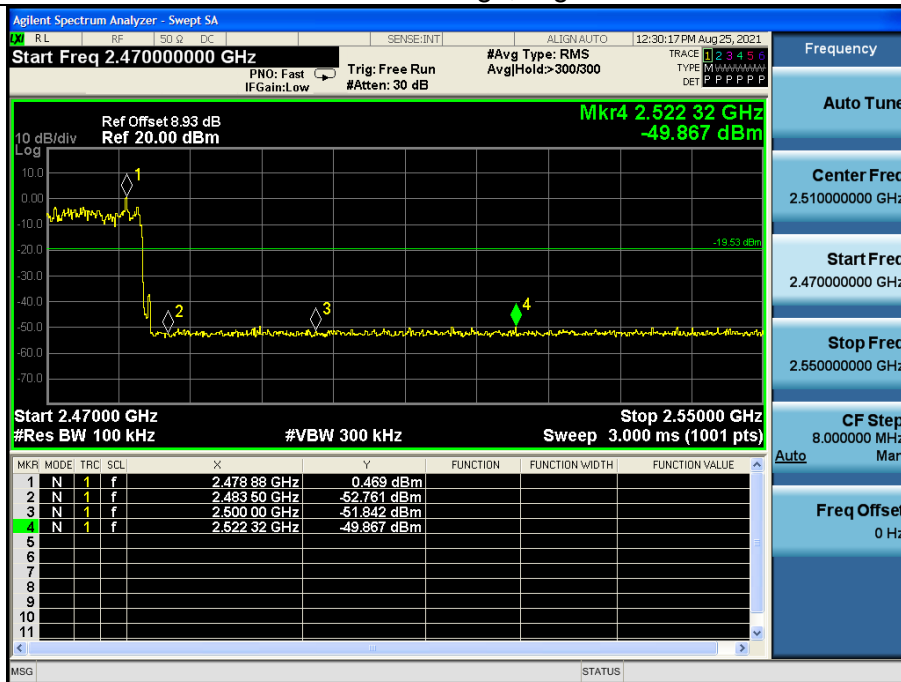 Agilent Spectrum Analyzer - Swept SA
LXI RL RF 50 Ω DC SENSE:INT ALIGN AUTO 12:30:17 PM Aug 25, 2021
Start Freq 2.470000000 GHz
PNO: Fast
IFGain:Low
Trig: Free Run
#Atten: 30 dB
#Avg Type: RMS
Avg|Hold:>300/300
TRACE 1 2 3 4 5 6
TYPE MWWWWW
DET P P P P P P
Mkr4 2.522 32 GHz
-49.867 dBm
Ref Offset 8.93 dB
10 dB/div Ref 20.00 dBm
Log
10.0
0.00
-10.0
-20.0
-30.0
-40.0
-50.0
-60.0
-70.0
1
2
3
4
-19.53 dBm
Start 2.47000 GHz Stop 2.55000 GHz
#Res BW 100 kHz #VBW 300 kHz Sweep 3.000 ms (1001 pts)
MKR MODE TRC SCL X Y FUNCTION FUNCTION WIDTH FUNCTION VALUE
1 N 1 f 2.478 88 GHz 0.469 dBm
2 N 1 f 2.483 50 GHz -52.761 dBm
3 N 1 f 2.500 00 GHz -51.842 dBm
4 N 1 f 2.522 32 GHz -49.867 dBm
5
6
7
8
9
10
11
MSG STATUS
Frequency
Auto Tune
Center Freq
2.510000000 GHz
Start Freq
2.470000000 GHz
Stop Freq
2.550000000 GHz
CF Step
8.000000 MHz
Auto Man
Freq Offset
0 Hz